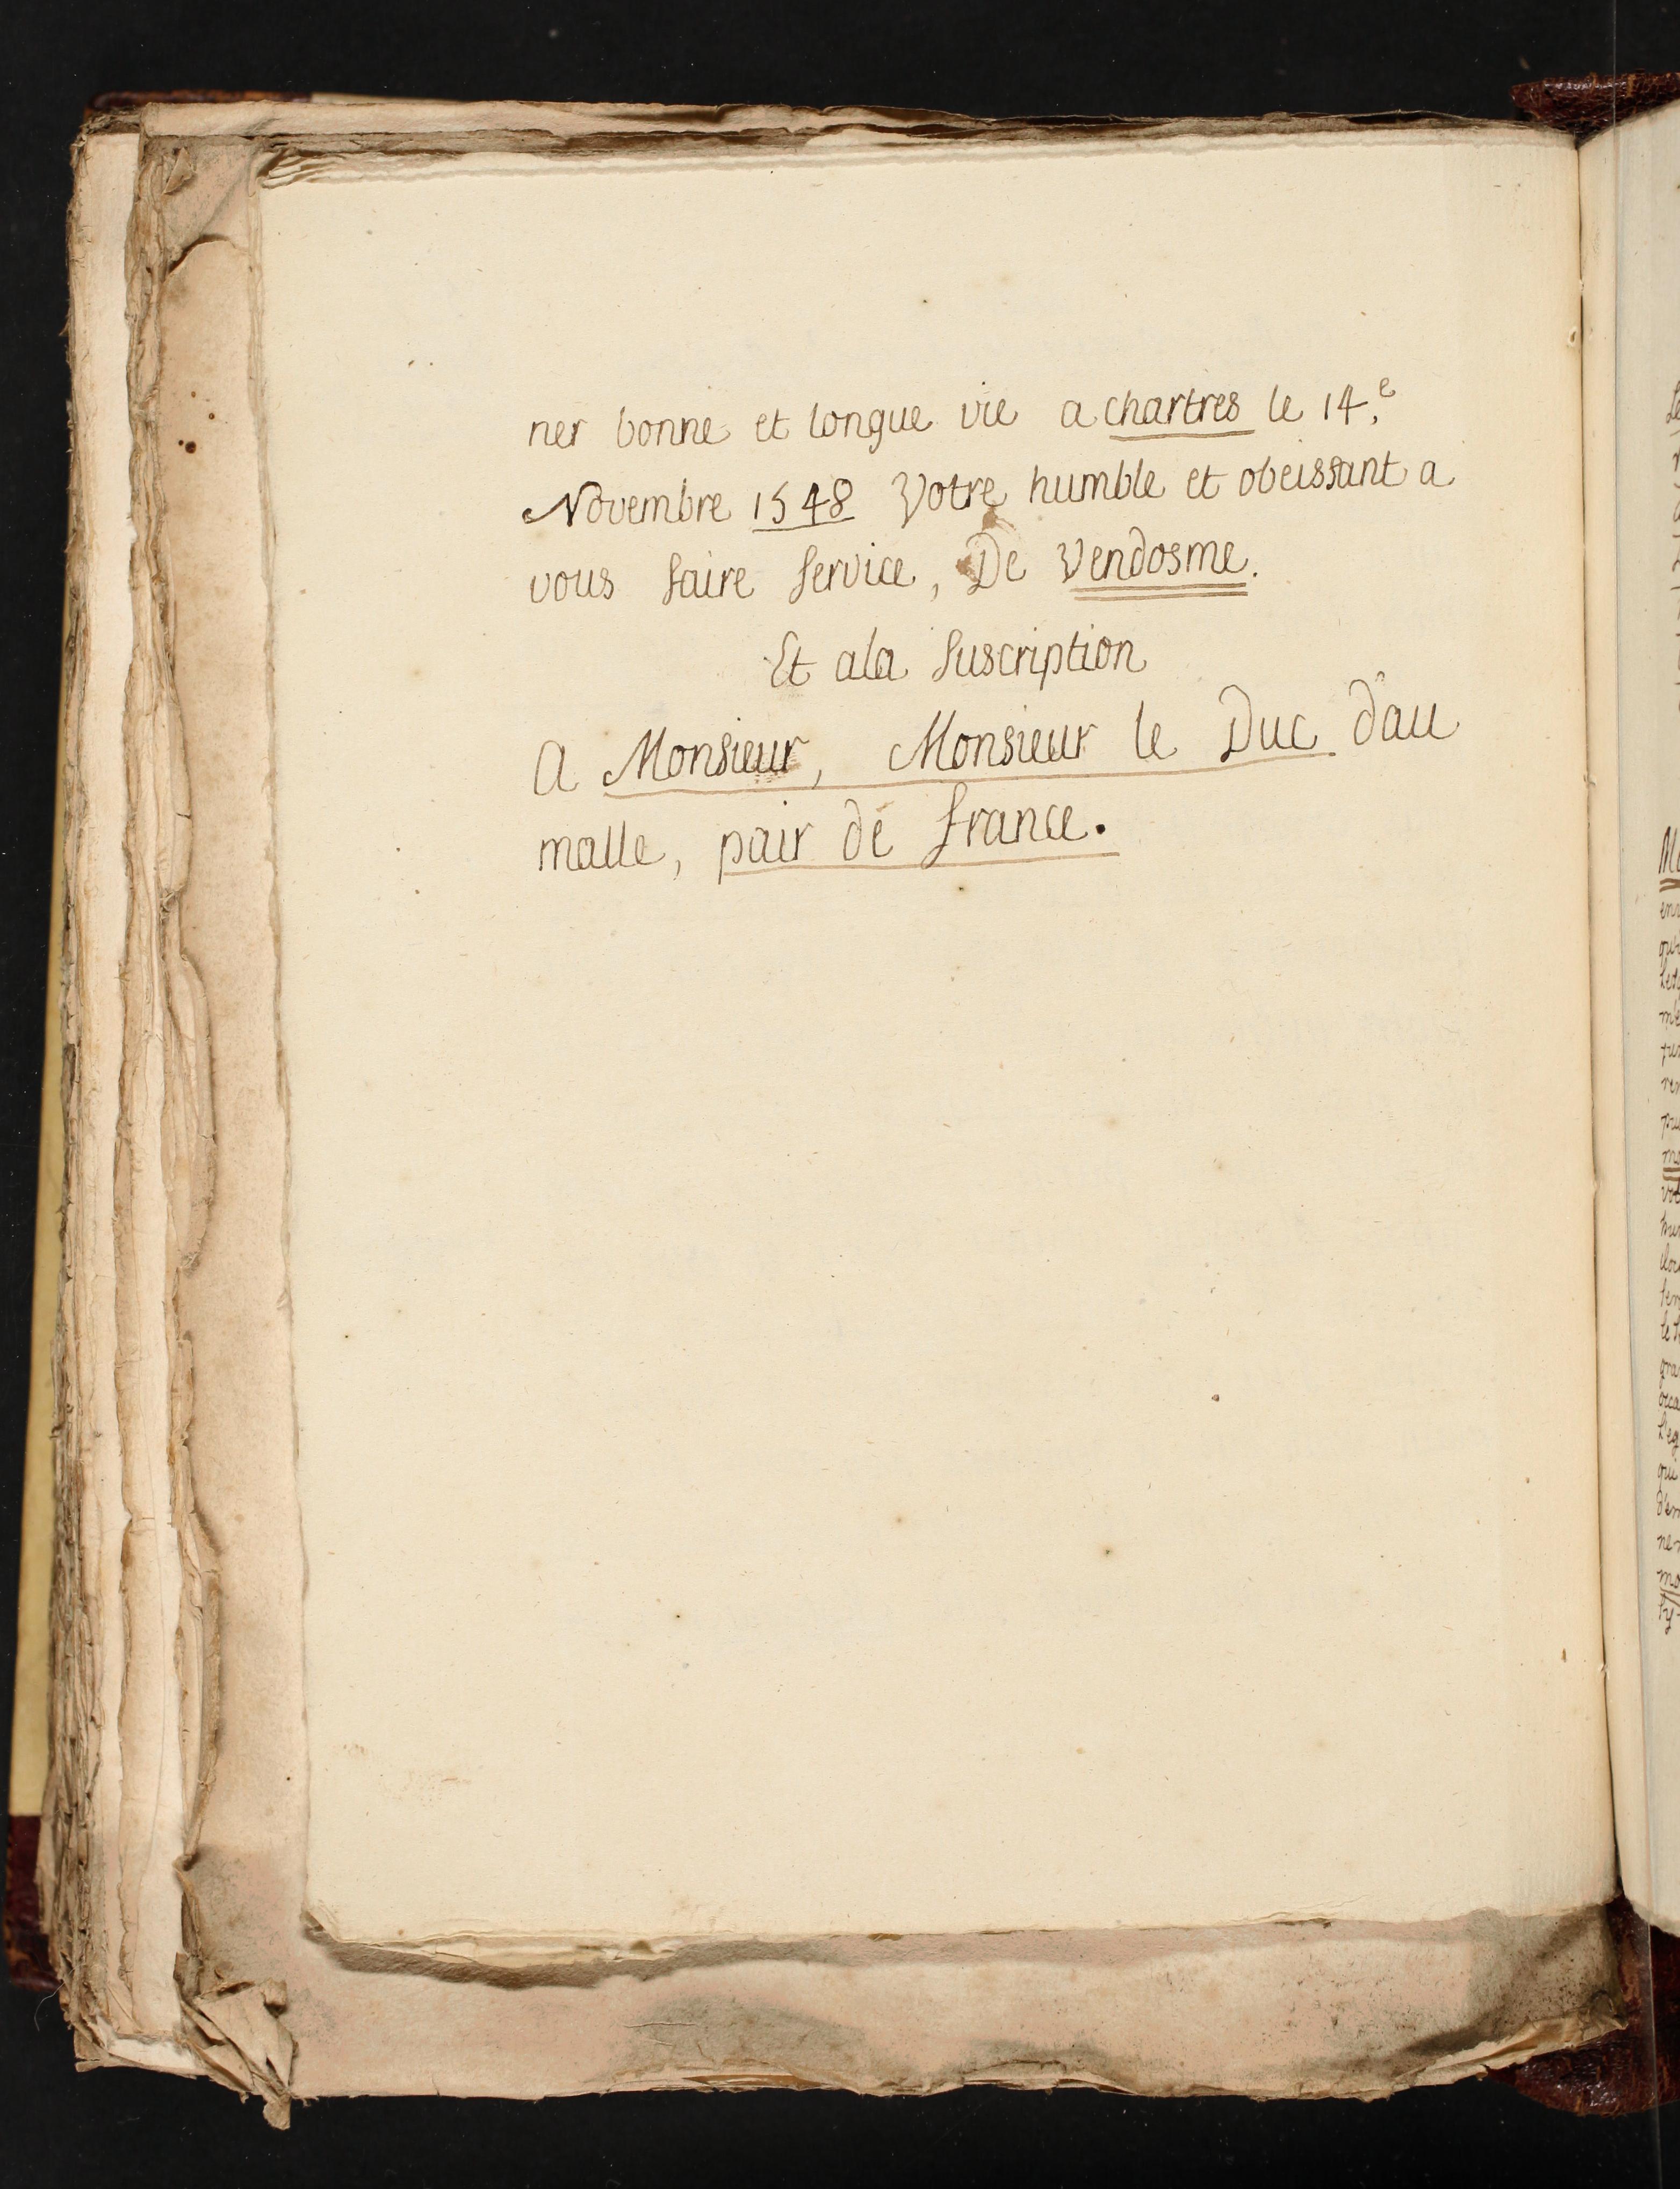 ner bonne et longue vie a chartres le 14.e
Novembre 1548 Votre humble et obeissant a
vous faire service, De Vendosme.
Et ala suscription
A Monsieur, Monsieur le Duc d'au
malle, pair de france.